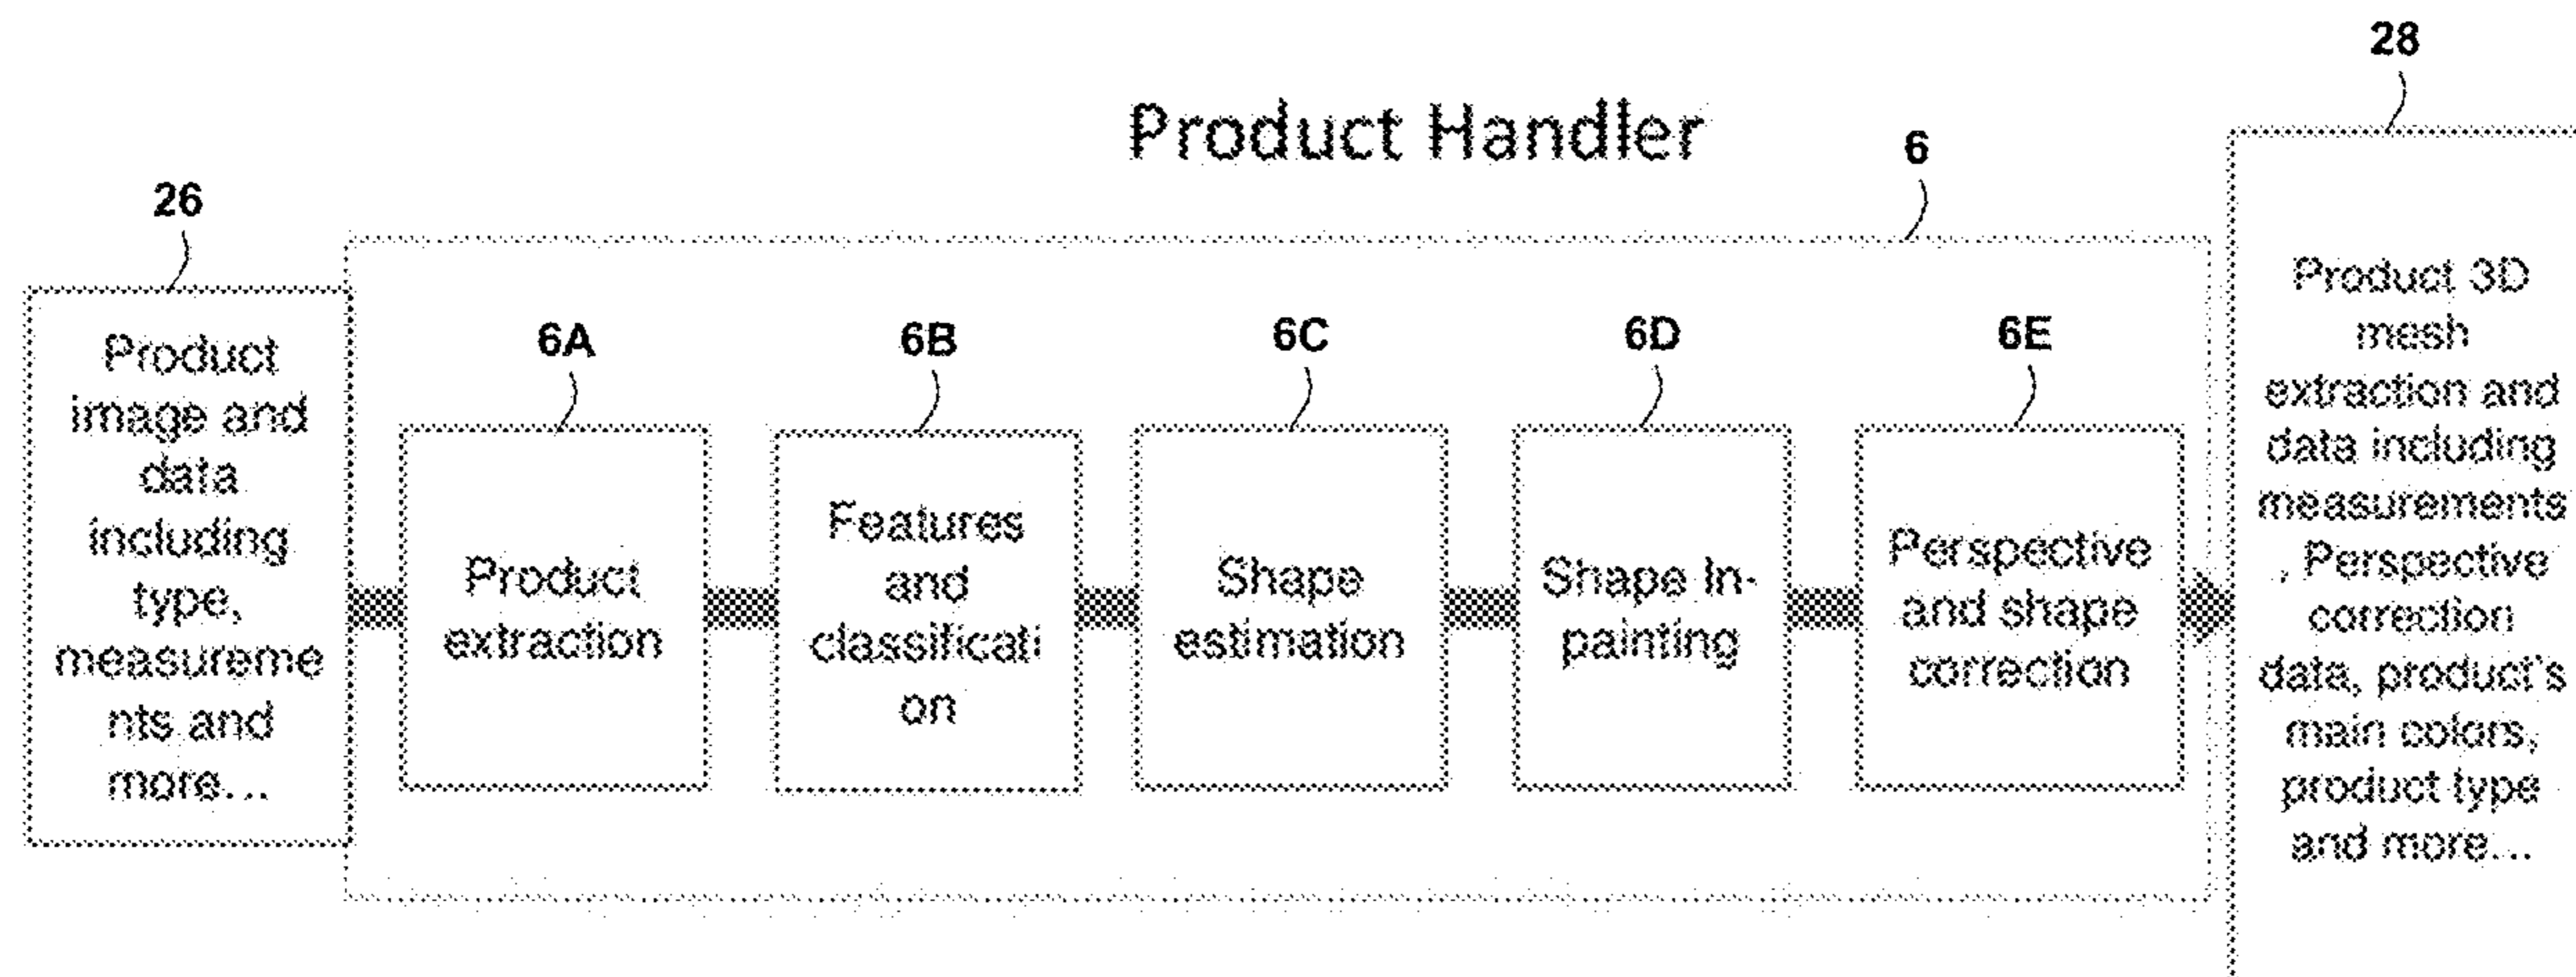 28
Product Handler
6
26
Product
image and
data
including
type,
measureme
nts and
more...
6A
Product
extraction
6B
Features
and
classificati
on
6C
Shape
estimation
6D
Shape In-
painting
6E
Perspective
and shape
correction
Product 3D
mesh
extraction and
data including
measurements
, Perspective
correction
data, product's
main colors,
product type
and more...